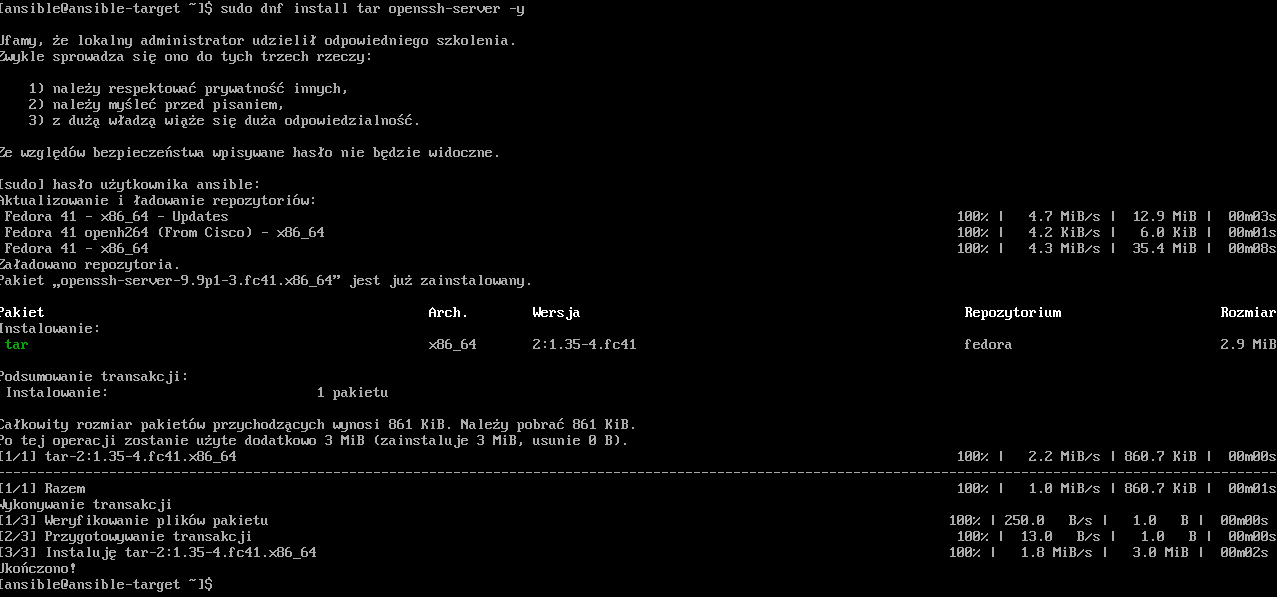 [ansible@ansible-target ~]$ sudo dnf install tar openssh-server -y
Ufamy, że lokalny administrator udzielił odpowiedniego szkolenia.
Zwykle sprowadza się ono do tych trzech rzeczy:
1) należy respektować prywatność innych,
2) należy myśleć przed pisaniem,
3) z dużą władzą wiąże się duża odpowiedzialność.
Ze względów bezpieczeństwa wpisywane hasło nie będzie widoczne.
[sudo] hasło użytkownika ansible:
Aktualizowanie i ładowanie repozytoriów:
Fedora 41 - x86_64 - Updates 100% | 4.7 MiB/s | 12.9 MiB | 00m03s
Fedora 41 openh264 (From Cisco) - x86_64 100% | 4.2 KiB/s | 6.0 KiB | 00m01s
Fedora 41 - x86_64 100% | 4.3 MiB/s | 35.4 MiB | 00m08s
Załadowano repozytoria.
Pakiet „openssh-server-9.9p1-3.fc41.x86_64” jest już zainstalowany.
Pakiet Arch. Wersja Repozytorium Rozmiar
Instalowanie:
tar x86_64 2:1.35-4.fc41 fedora 2.9 MiB
Podsumowanie transakcji:
Instalowanie: 1 pakietu
Całkowity rozmiar pakietów przychodzących wynosi 861 KiB. Należy pobrać 861 KiB.
Po tej operacji zostanie użyte dodatkowo 3 MiB (zainstaluje 3 MiB, usunie 0 B).
[1/1] tar-2:1.35-4.fc41.x86_64 100% | 2.2 MiB/s | 860.7 KiB | 00m00s
[1/1] Razem 100% | 1.0 MiB/s | 860.7 KiB | 00m01s
Wykonywanie transakcji
[1/3] Weryfikowanie plików pakietu 100% | 250.0 B/s | 1.0 B | 00m00s
[2/3] Przygotowywanie transakcji 100% | 13.0 B/s | 1.0 B | 00m00s
[3/3] Instaluję tar-2:1.35-4.fc41.x86_64 100% | 1.8 MiB/s | 3.0 MiB | 00m02s
Ukończono!
[ansible@ansible-target ~]$